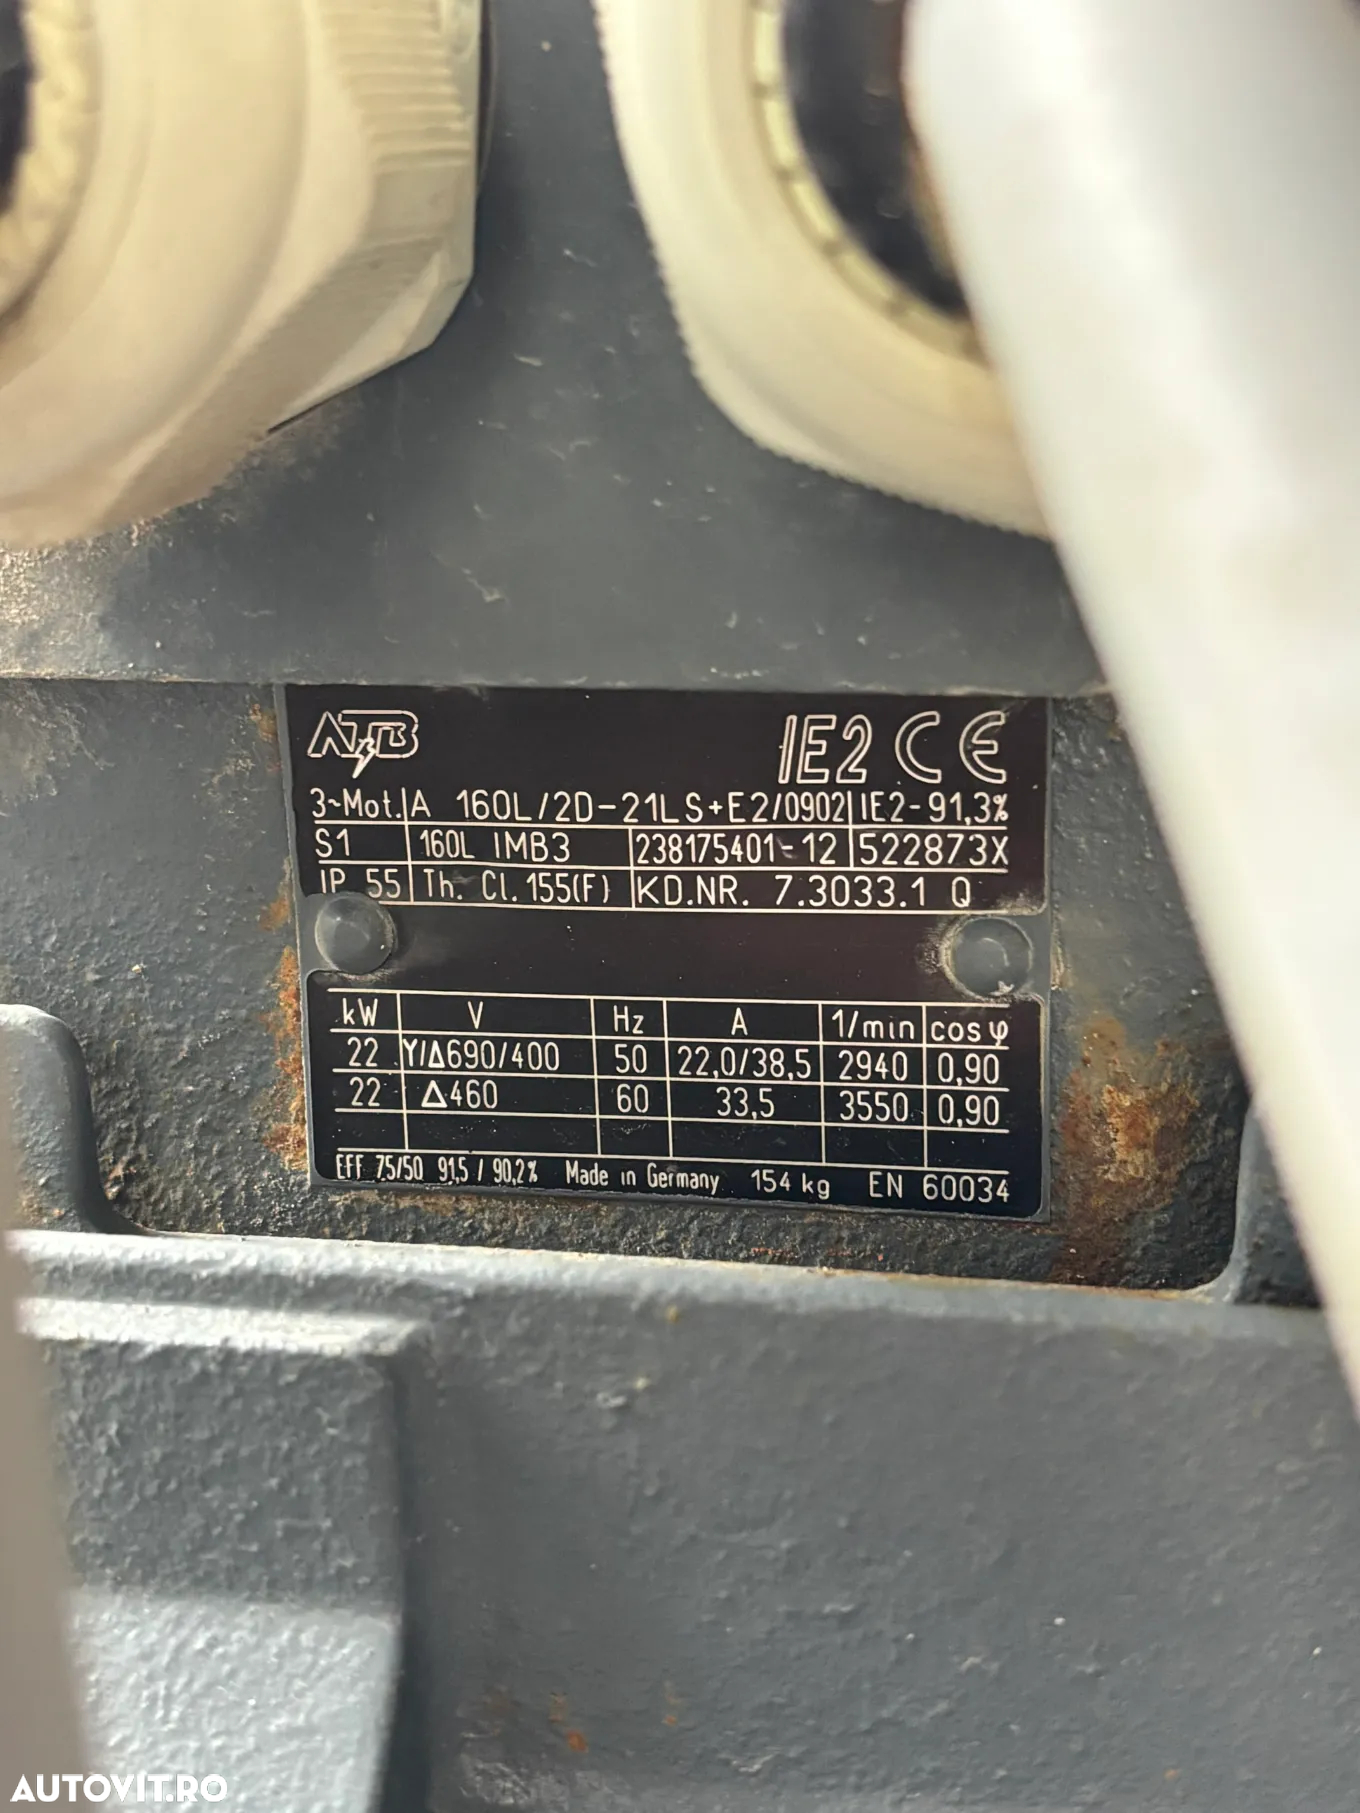 ATB IE2 CE
3~Mot. A 160L/2D-21LS+E2/0902 IE2-91,3%
S1 160L IMB3 238175401-12 522873X
IP 55 Th. Cl. 155(F) KD.NR. 7.3033.1 Q
kW V Hz A 1/min cos φ
22 Y/Δ690/400 50 22,0/38,5 2940 0,90
22 Δ460 60 33,5 3550 0,90
EFF 75/50 91,5 / 90,2% Made in Germany 154 kg EN 60034
AUTOVIT.RO